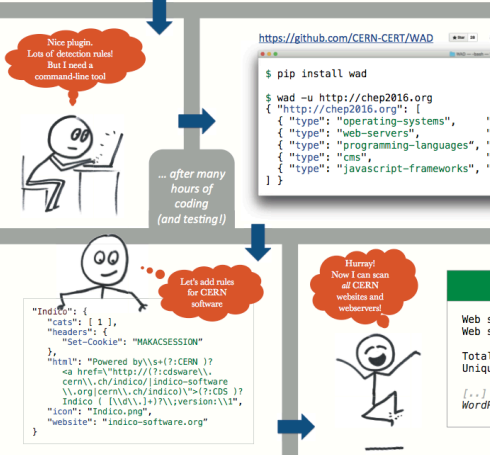 Nice plugin.
Lots of detection rules!
But I need a
command-line tool
https://github.com/CERN-CERT/WAD
$ pip install wad
$ wad -u http://chep2016.org
{ "http://chep2016.org": [
{ "type": "operating-systems",
{ "type": "web-servers",
{ "type": "programming-languages",
{ "type": "cms",
{ "type": "javascript-frameworks",
] }
... after many
hours of
coding
(and testing!)
Let's add rules
for CERN
software
"Indico": {
"cats": [ 1 ],
"headers": {
"Set-Cookie": "MAKACSESSION"
},
"html": "Powered by\\s+(?:CERN )?
<a href=\"http://(?:cdsware\\.
cern\\.ch/indico/|indico-software
\\.org|cern\\.ch/indico)\">(?:CDS )?
Indico ( [\\d\\.]+)?\\;version:\\1",
"icon": "Indico.png",
"website": "indico-software.org"
}
Hurray!
Now I can scan
all CERN
websites and
webservers!
Web
Web
Total
[..]